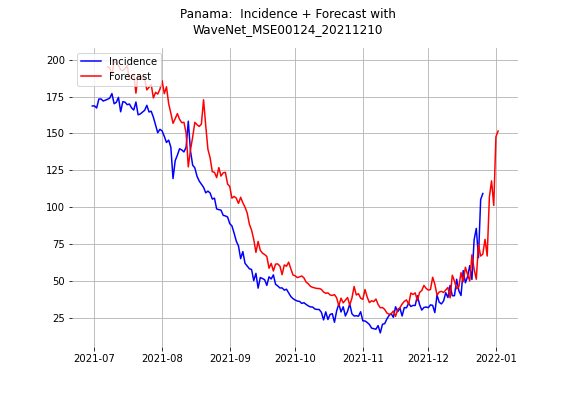 Panama:  Incidence + Forecast with
WaveNet_MSE00124_20211210
Incidence
Forecast
200
175
150
125
100
75
50
25
2021-07 2021-08 2021-09 2021-10 2021-11 2021-12 2022-01